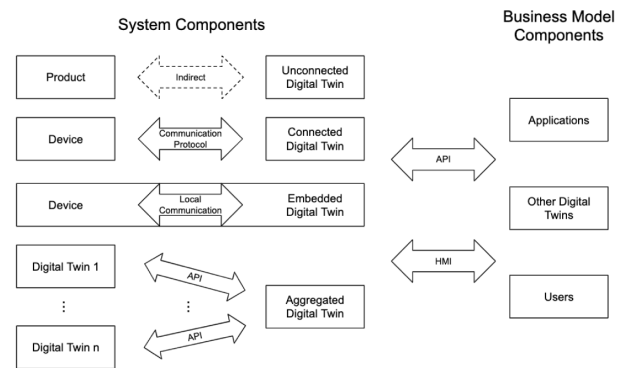 System Components
Business Model
Components
Product
Indirect
Unconnected
Digital Twin
Device
Communication
Protocol
Connected
Digital Twin
Device
Local
Communication
Embedded
Digital Twin
Digital Twin 1
API
⋮
⋮
Digital Twin n
API
Aggregated
Digital Twin
API
HMI
Applications
Other Digital
Twins
Users